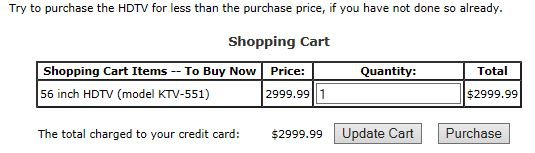 Try to purchase the HDTV for less than the purchase price, if you have not done so already.
Shopping Cart
Shopping Cart Items -- To Buy Now Price: Quantity: Total
56 inch HDTV (model KTV-551) 2999.99 1 $2999.99
The total charged to your credit card: $2999.99 Update Cart Purchase